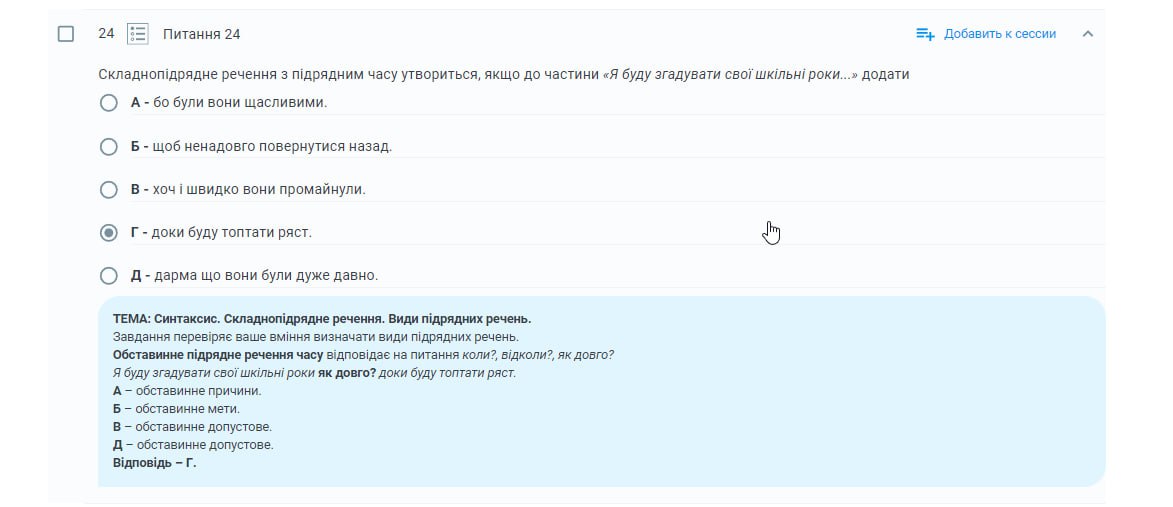 24 Питання 24 Добавить к сессии
Складнопідрядне речення з підрядним часу утвориться, якщо до частини «Я буду згадувати свої шкільні роки...» додати
А - бо були вони щасливими.
Б - щоб ненадовго повернутися назад.
В - хоч і швидко вони промайнули.
Г - доки буду топтати ряст.
Д - дарма що вони були дуже давно.
ТЕМА: Синтаксис. Складнопідрядне речення. Види підрядних речень.
Завдання перевіряє ваше вміння визначати види підрядних речень.
Обставинне підрядне речення часу відповідає на питання коли?, відколи?, як довго?
Я буду згадувати свої шкільні роки як довго? доки буду топтати ряст.
А – обставинне причини.
Б – обставинне мети.
В – обставинне допустове.
Д – обставинне допустове.
Відповідь – Г.